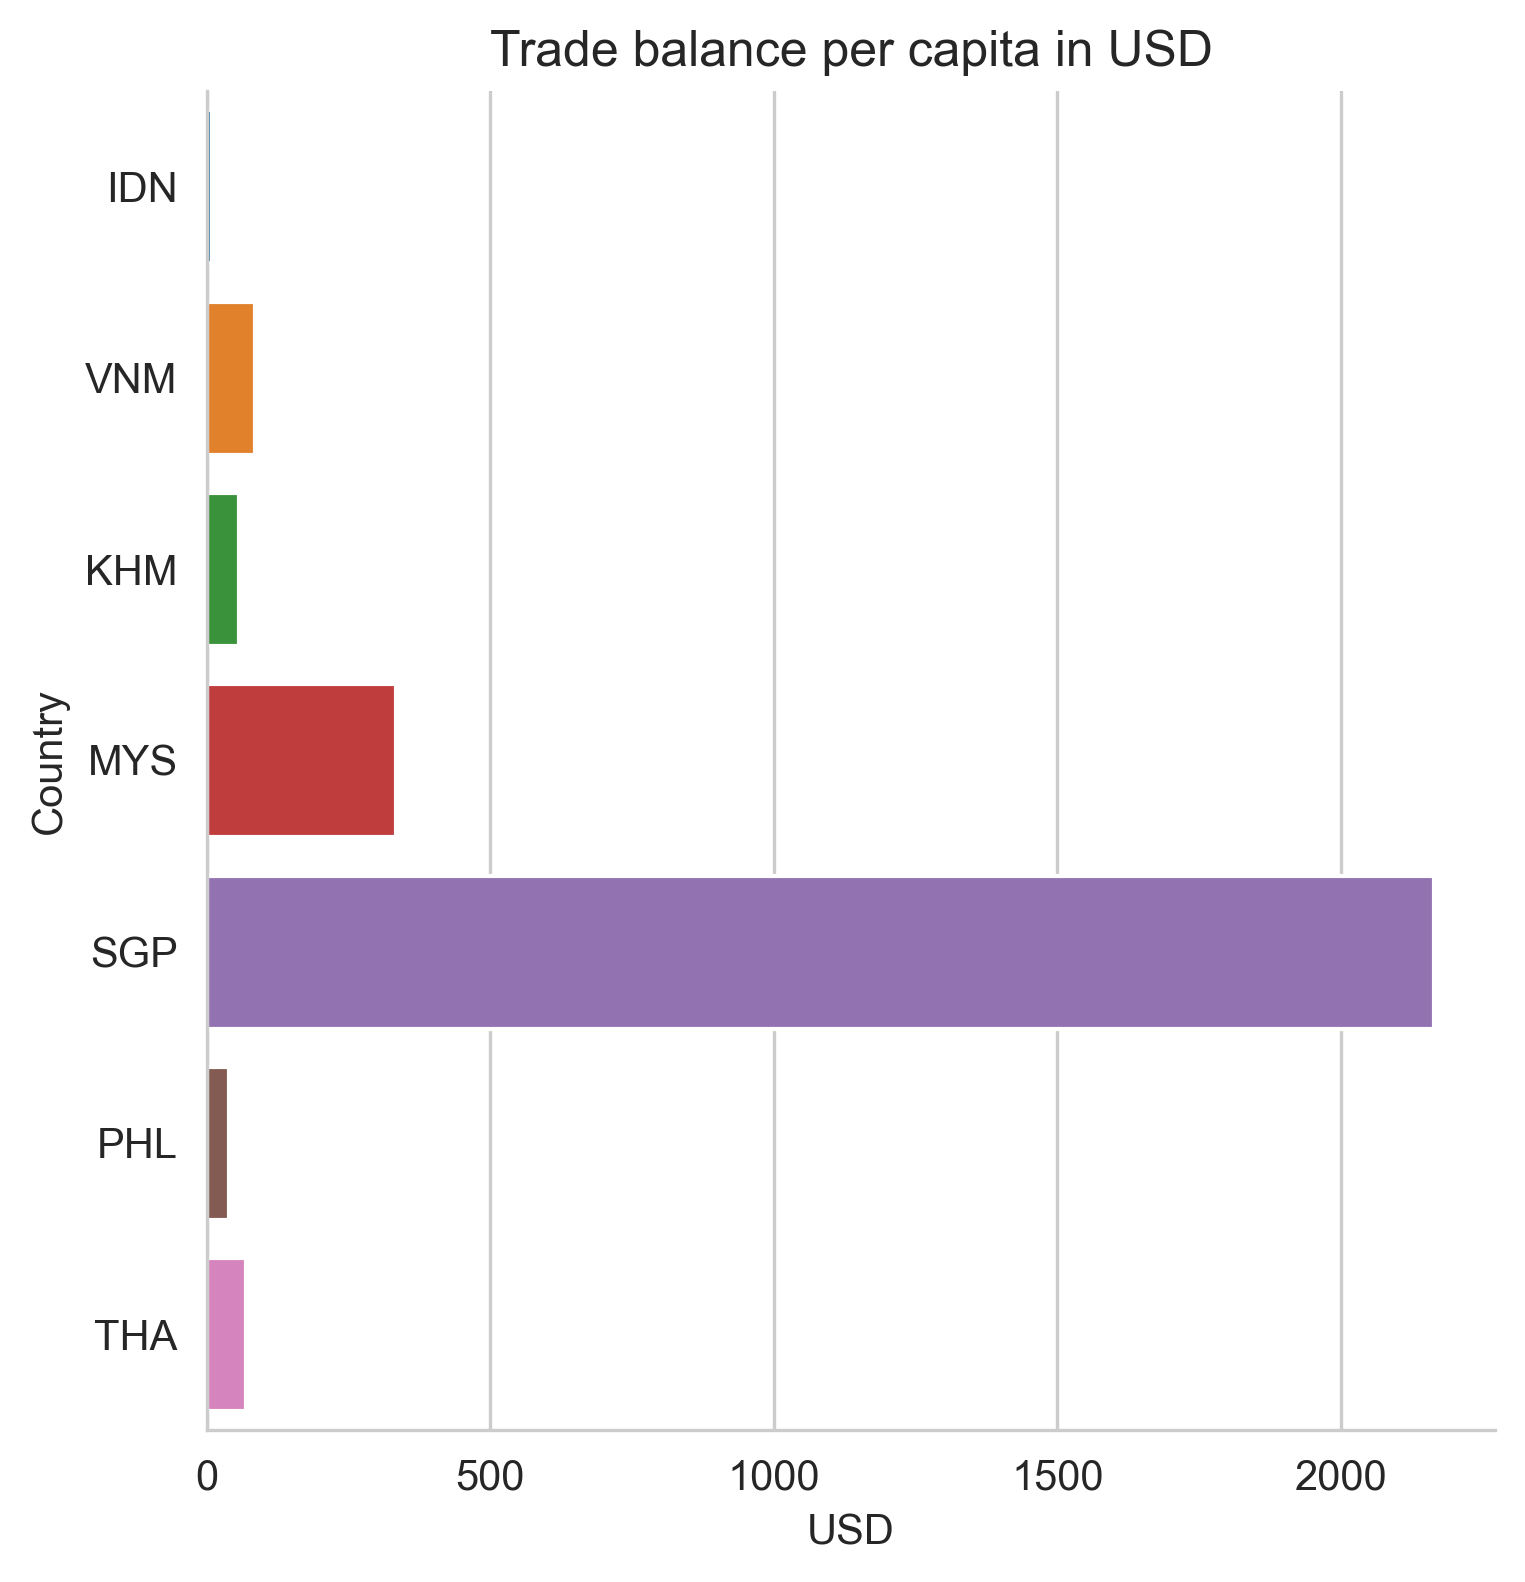 Trade balance per capita in USD
IDN
VNM
KHM
MYS
SGP
PHL
THA
Country
0 500 1000 1500 2000
USD